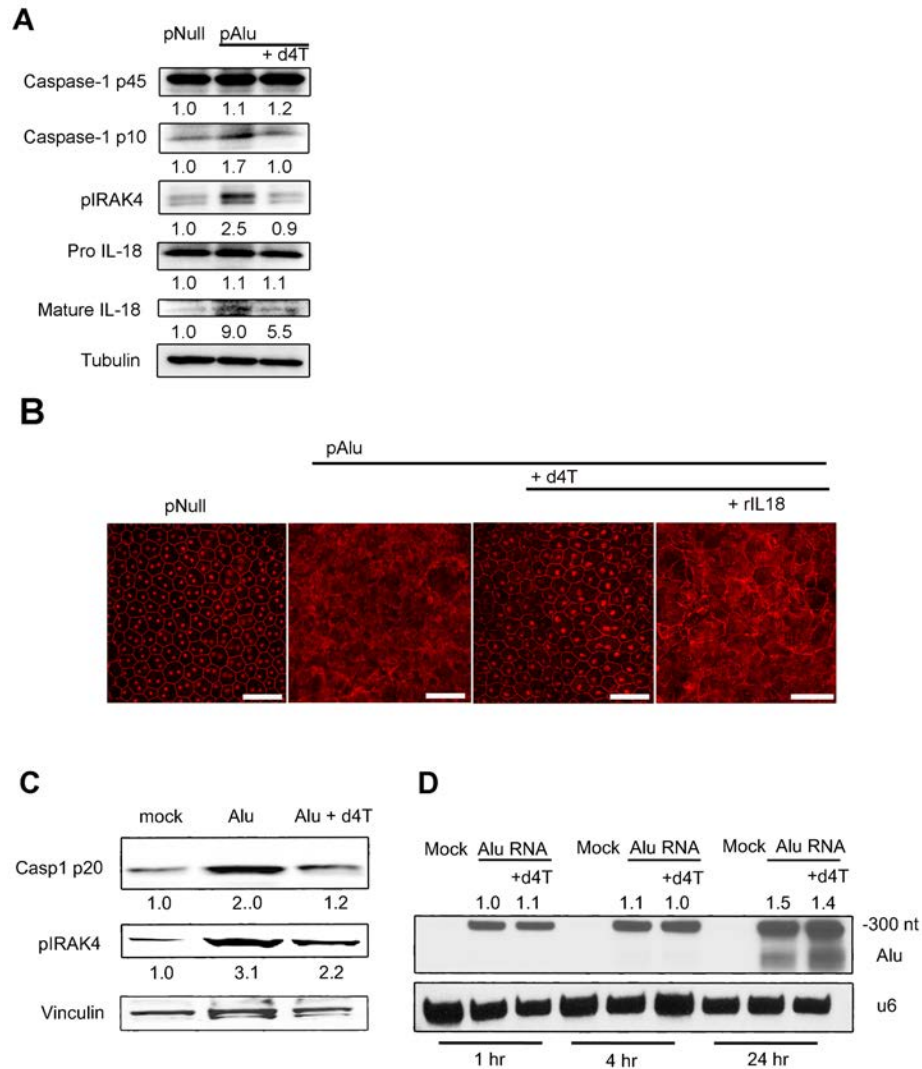 A
pNull pAlu
+ d4T
Caspase-1 p45
1.0 1.1 1.2
Caspase-1 p10
1.0 1.7 1.0
pIRAK4
1.0 2.5 0.9
Pro IL-18
1.0 1.1 1.1
Mature IL-18
1.0 9.0 5.5
Tubulin
B
pAlu
+ d4T
pNull + rIL18
C
mock Alu Alu + d4T
Casp1 p20
1.0 2..0 1.2
pIRAK4
1.0 3.1 2.2
Vinculin
D
Mock Alu RNA Mock Alu RNA Mock Alu RNA
+d4T +d4T +d4T
1.0 1.1 1.1 1.0 1.5 1.4
-300 nt
Alu
u6
1 hr 4 hr 24 hr